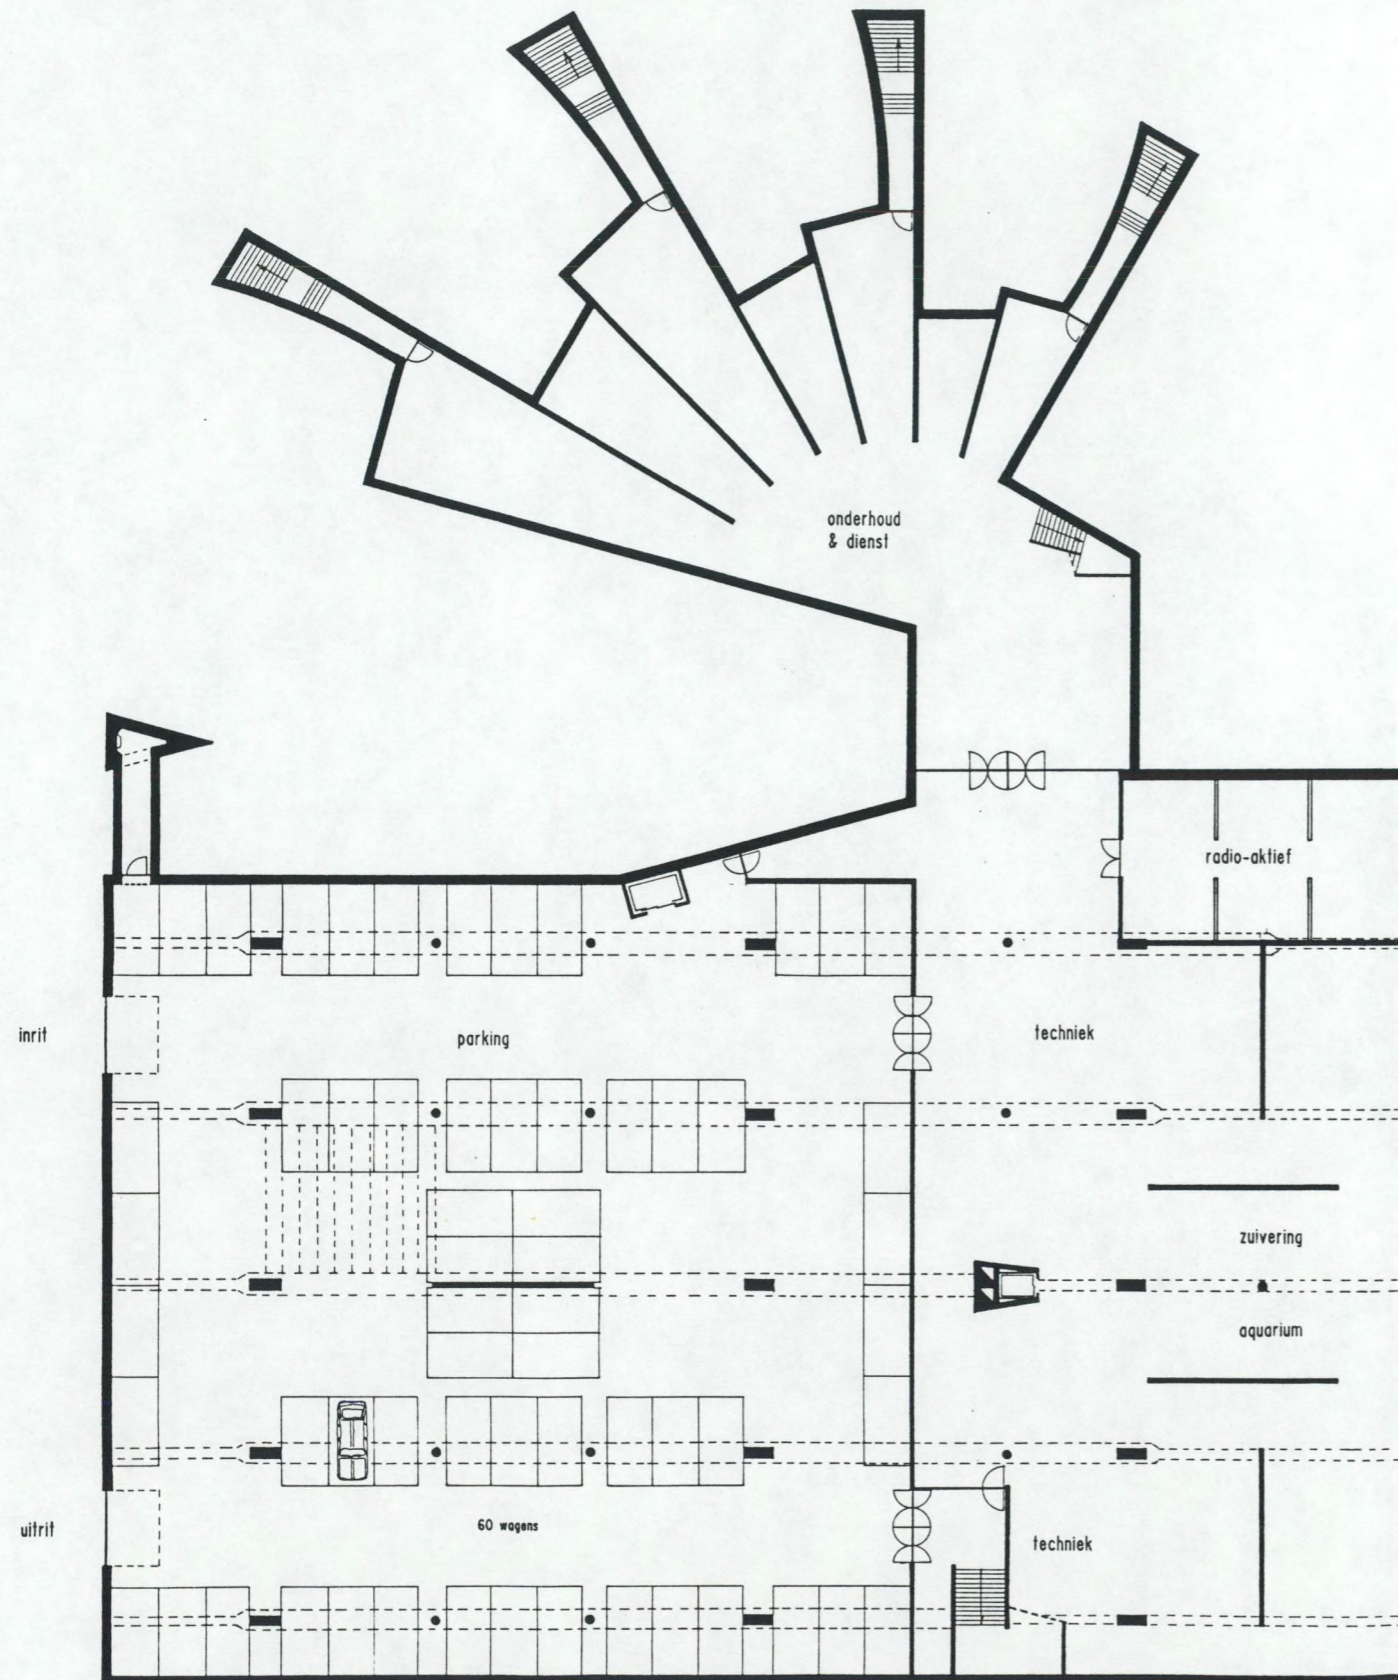 onderhoud
& dienst
radio-aktief
inrit
parking
techniek
zuivering
aquarium
uitrit
60 wagens
techniek